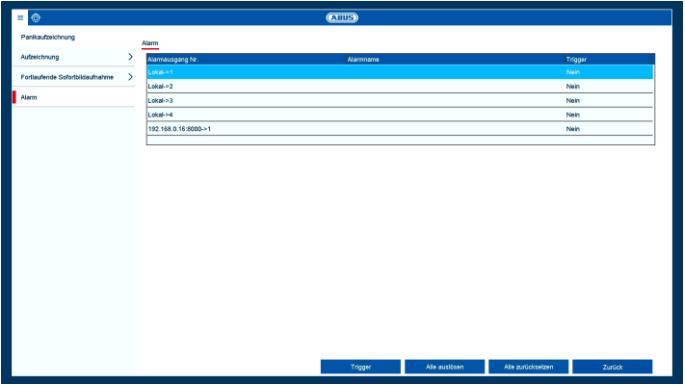 ABUS
Panikaufzeichnung
Aufzeichnung
Fortlaufende Sofortbildaufnahme
Alarm
Alarm
Alarmausgang Nr. Alarmname Trigger
Lokal->1 Nein
Lokal->2 Nein
Lokal->3 Nein
Lokal->4 Nein
192.168.0.16:8000->1 Nein
Trigger Alle auslösen Alle zurücksetzen Zurück